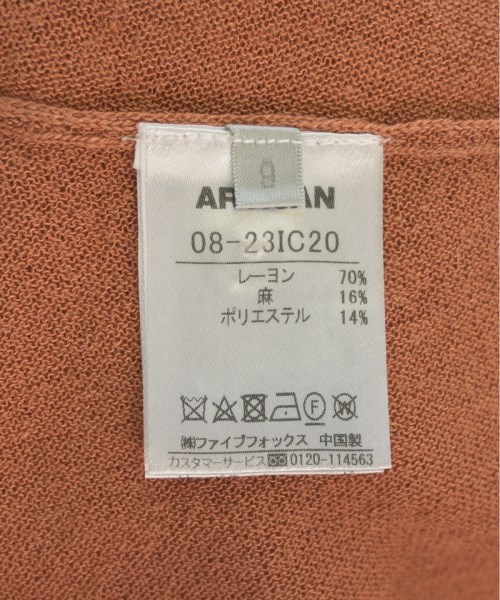 9
08-23IC20
レーヨン 70%
麻 16%
ポリエステル 14%
F
W
㈱ファイブフォックス 中国製
カスタマーサービス 0120-114563